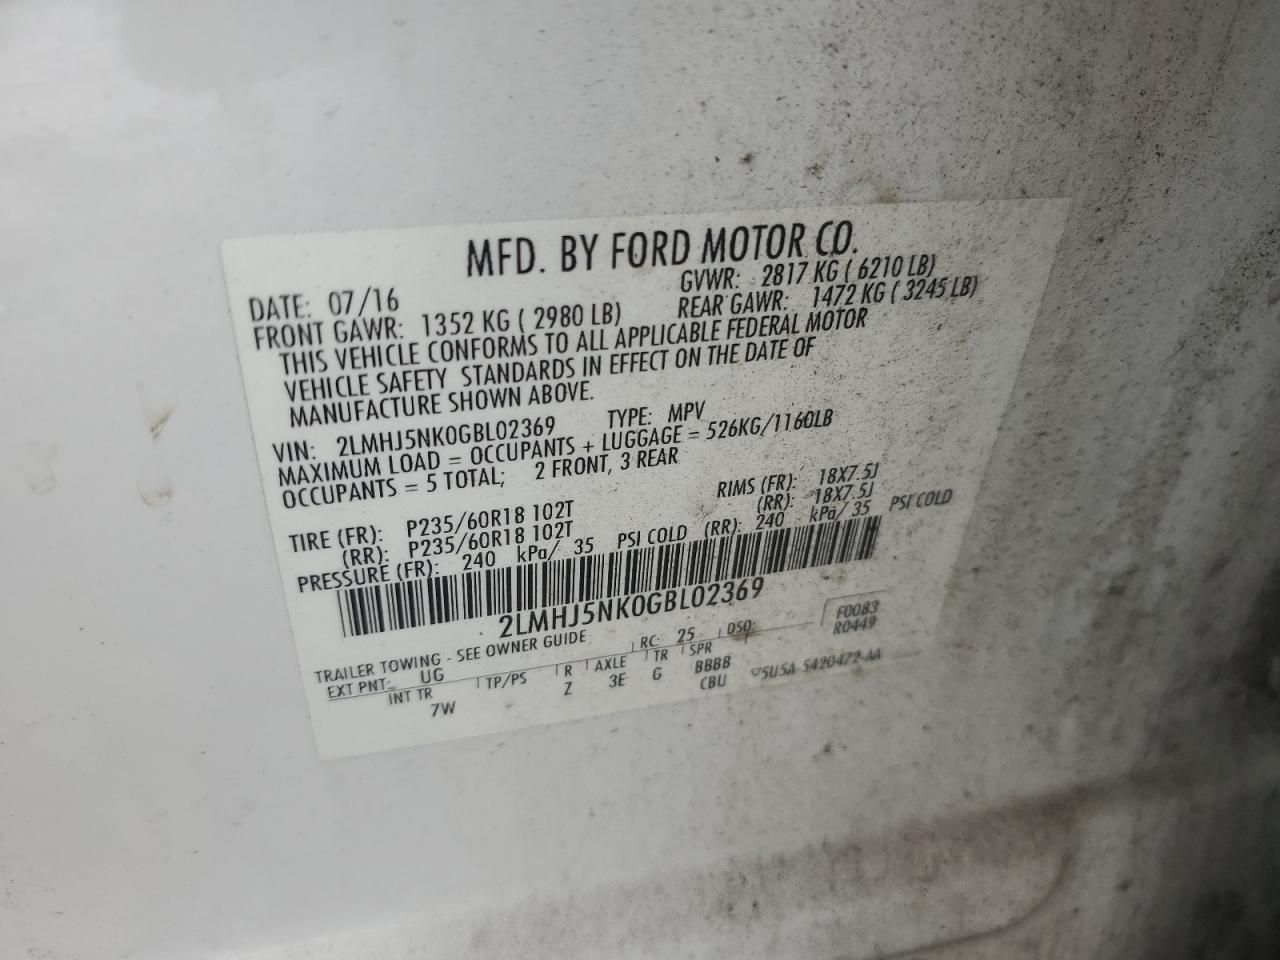 MFD. BY FORD MOTOR CO.
DATE: 07/16 GVWR: 2817 KG ( 6210 LB)
FRONT GAWR: 1352 KG ( 2980 LB) REAR GAWR: 1472 KG ( 3245 LB)
THIS VEHICLE CONFORMS TO ALL APPLICABLE FEDERAL MOTOR
VEHICLE SAFETY STANDARDS IN EFFECT ON THE DATE OF
MANUFACTURE SHOWN ABOVE.
VIN: 2LMHJ5NK0GBL02369 TYPE: MPV
MAXIMUM LOAD = OCCUPANTS + LUGGAGE = 526KG/1160LB
OCCUPANTS = 5 TOTAL; 2 FRONT, 3 REAR
TIRE (FR): P235/60R18 102T RIMS (FR): 18X7.5J
(RR): P235/60R18 102T (RR): 18X7.5J
PRESSURE (FR): 240 kPa/ 35 PSI COLD (RR): 240 kPa/ 35 PSI COLD
2LMHJ5NK0GBL02369
TRAILER TOWING - SEE OWNER GUIDE F0083
EXT PNT: UG RC: 25 DSO: R0449
INT TR TP/PS R AXLE TR SPR
7W Z 3E G BBBB 5U5A-5420472-AA
CBU